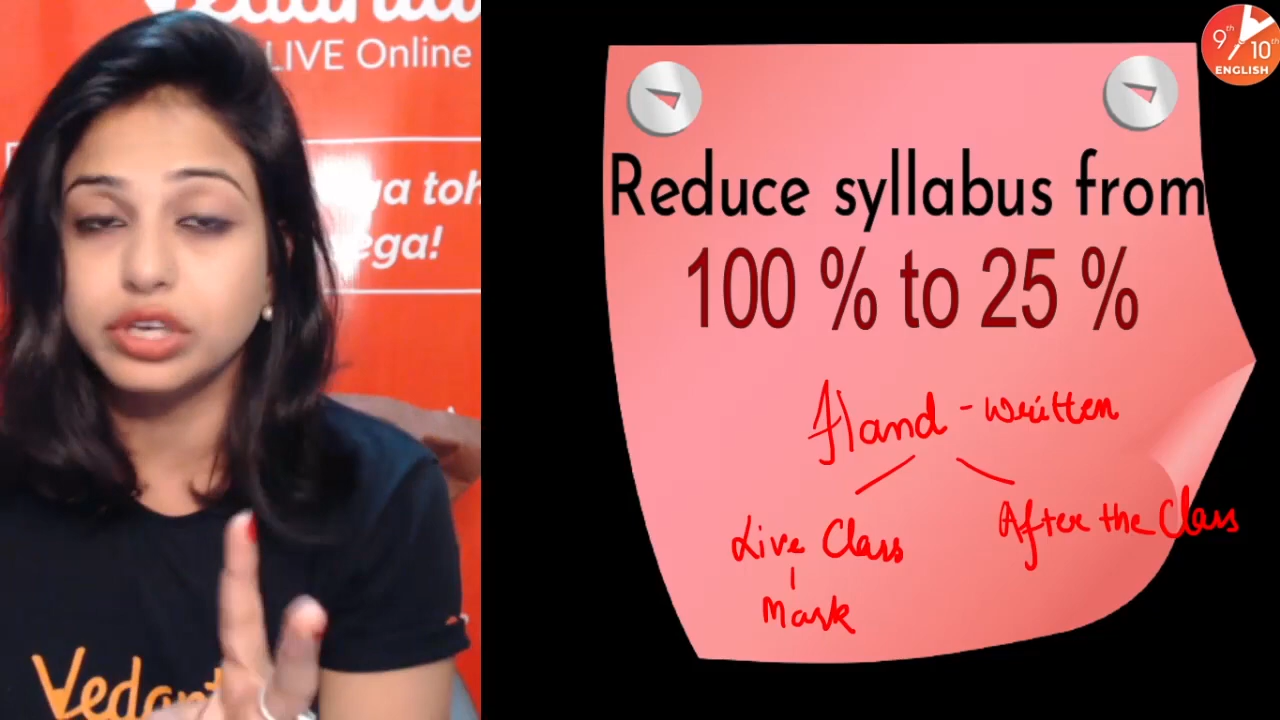 Vedantu
LIVE Online
ga toh
ega!
Vedant
9th 10th
ENGLISH
Reduce syllabus from
100 % to 25 %
Hand - written
Live Class
After the Class
Mark